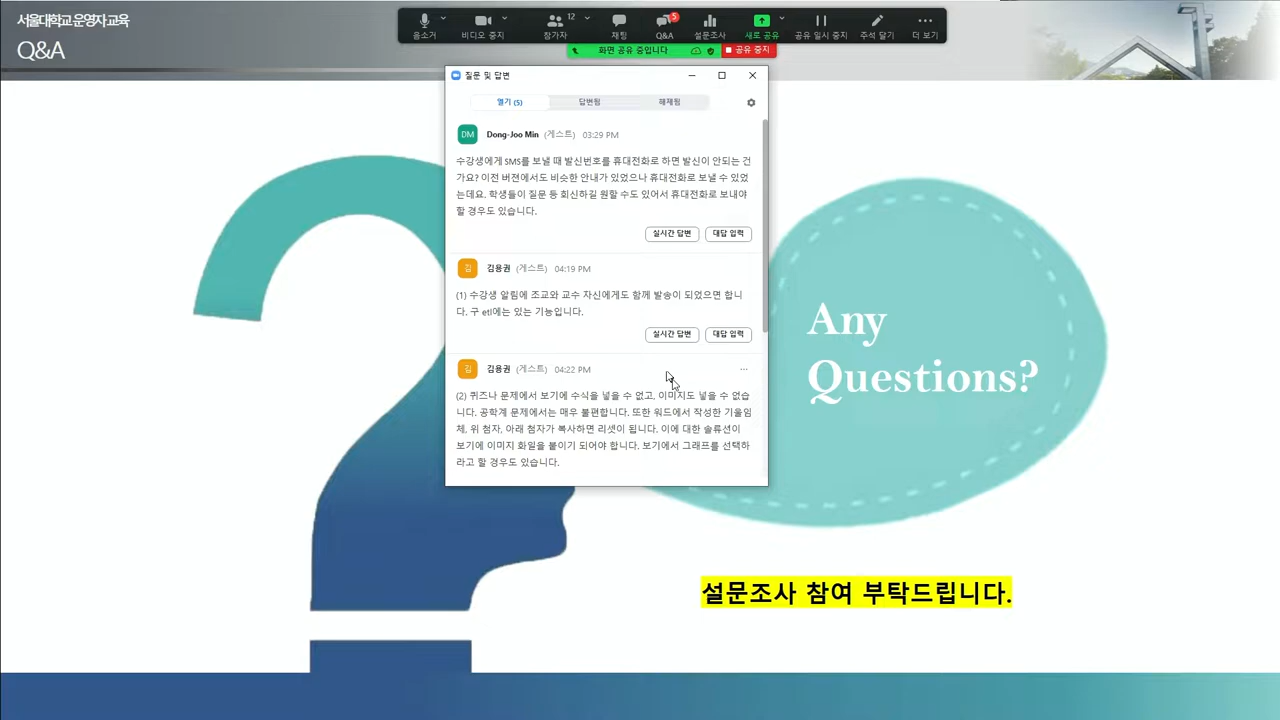 서울대학교 운영자 교육
Q&A
음소거
비디오 중지
12
참가자
채팅
5
Q&A
설문조사
새로 공유
공유 일시 중지
주석 달기
더 보기
화면 공유 중입니다
공유 중지
질문 및 답변
열기 (5)
답변됨
해제됨
DM
Dong-Joo Min (게스트) 03:29 PM
수강생에게 SMS를 보낼 때 발신번호를 휴대전화로 하면 발신이 안되는 건
가요? 이전 버젼에서도 비슷한 안내가 있었으나 휴대전화로 보낼 수 있었
는데요. 학생들이 질문 등 회신하길 원할 수도 있어서 휴대전화로 보내야
할 경우도 있습니다.
실시간 답변
대답 입력
김
김용권 (게스트) 04:19 PM
(1) 수강생 알림에 조교와 교수 자신에게도 함께 발송이 되었으면 합니
다. 구 etl에는 있는 기능입니다.
실시간 답변
대답 입력
김
김용권 (게스트) 04:22 PM
(2) 퀴즈나 문제에서 보기에 수식을 넣을 수 없고, 이미지도 넣을 수 없습
니다. 공학계 문제에서는 매우 불편합니다. 또한 워드에서 작성한 기울임
체, 위 첨자, 아래 첨자가 복사하면 리셋이 됩니다. 이에 대한 솔류션이
보기에 이미지 화일을 붙이기 되어야 합니다. 보기에서 그래프를 선택하
라고 할 경우도 있습니다.
Any
Questions?
설문조사 참여 부탁드립니다.